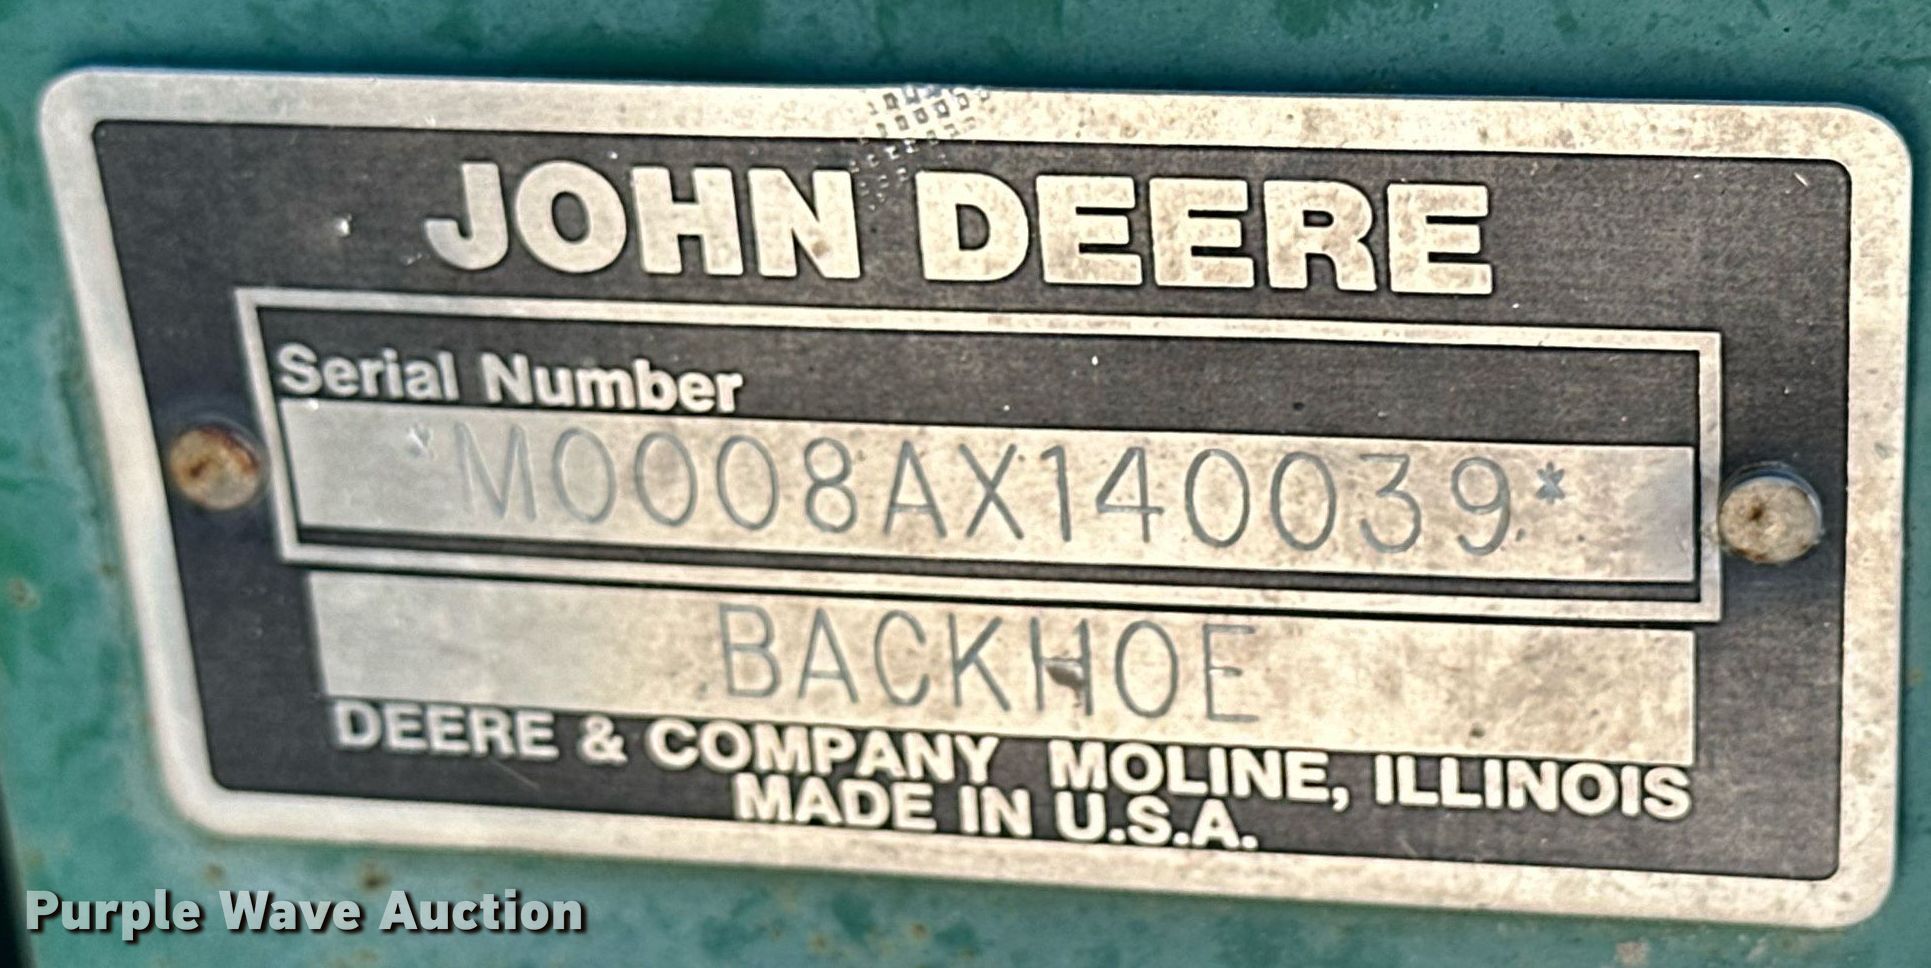 JOHN DEERE
Serial Number
*M0008AX140039*
BACKHOE
DEERE & COMPANY MOLINE, ILLINOIS
MADE IN U.S.A.
Purple Wave Auction